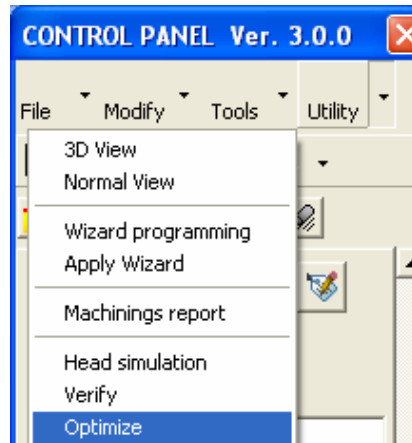 CONTROL PANEL Ver. 3.0.0
File Modify Tools Utility
3D View
Normal View
Wizard programming
Apply Wizard
Machinings report
Head simulation
Verify
Optimize